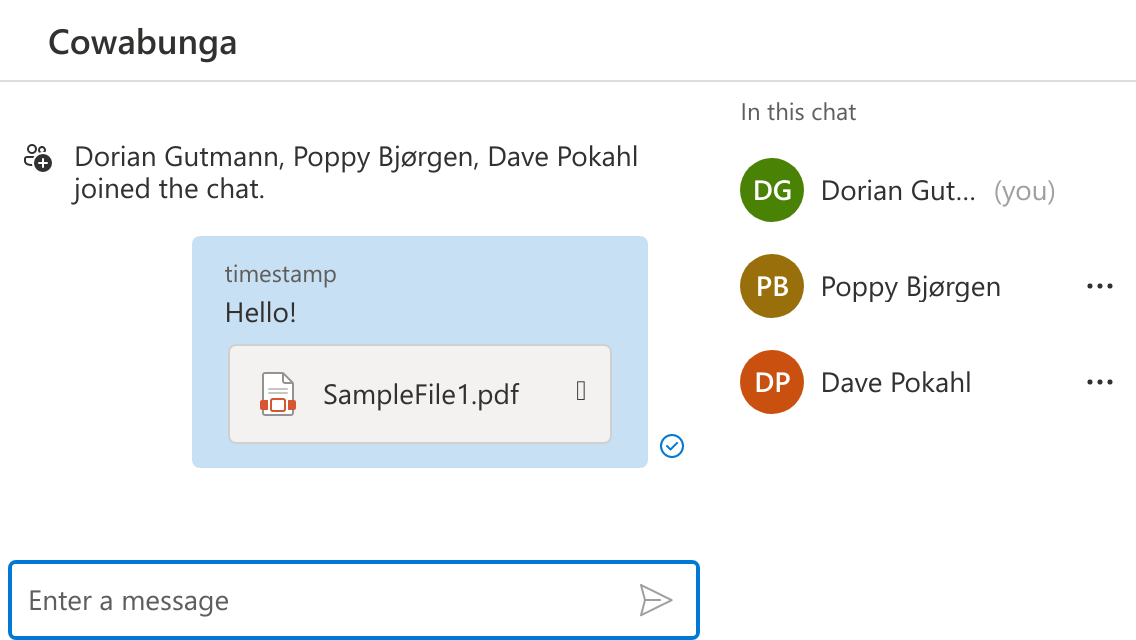 Cowabunga
Dorian Gutmann, Poppy Bjørgen, Dave Pokahl
joined the chat.
timestamp
Hello!
SampleFile1.pdf
Enter a message
In this chat
DG Dorian Gut... (you)
PB Poppy Bjørgen
DP Dave Pokahl